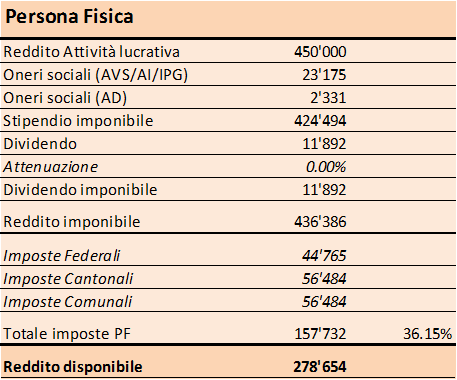 Persona Fisica
Reddito Attività lucrativa 450'000
Oneri sociali (AVS/AI/IPG) 23'175
Oneri sociali (AD) 2'331
Stipendio imponibile 424'494
Dividendo 11'892
Attenuazione 0.00%
Dividendo imponibile 11'892
Reddito imponibile 436'386
Imposte Federali 44'765
Imposte Cantonali 56'484
Imposte Comunali 56'484
Totale imposte PF 157'732 36.15%
Reddito disponibile 278'654